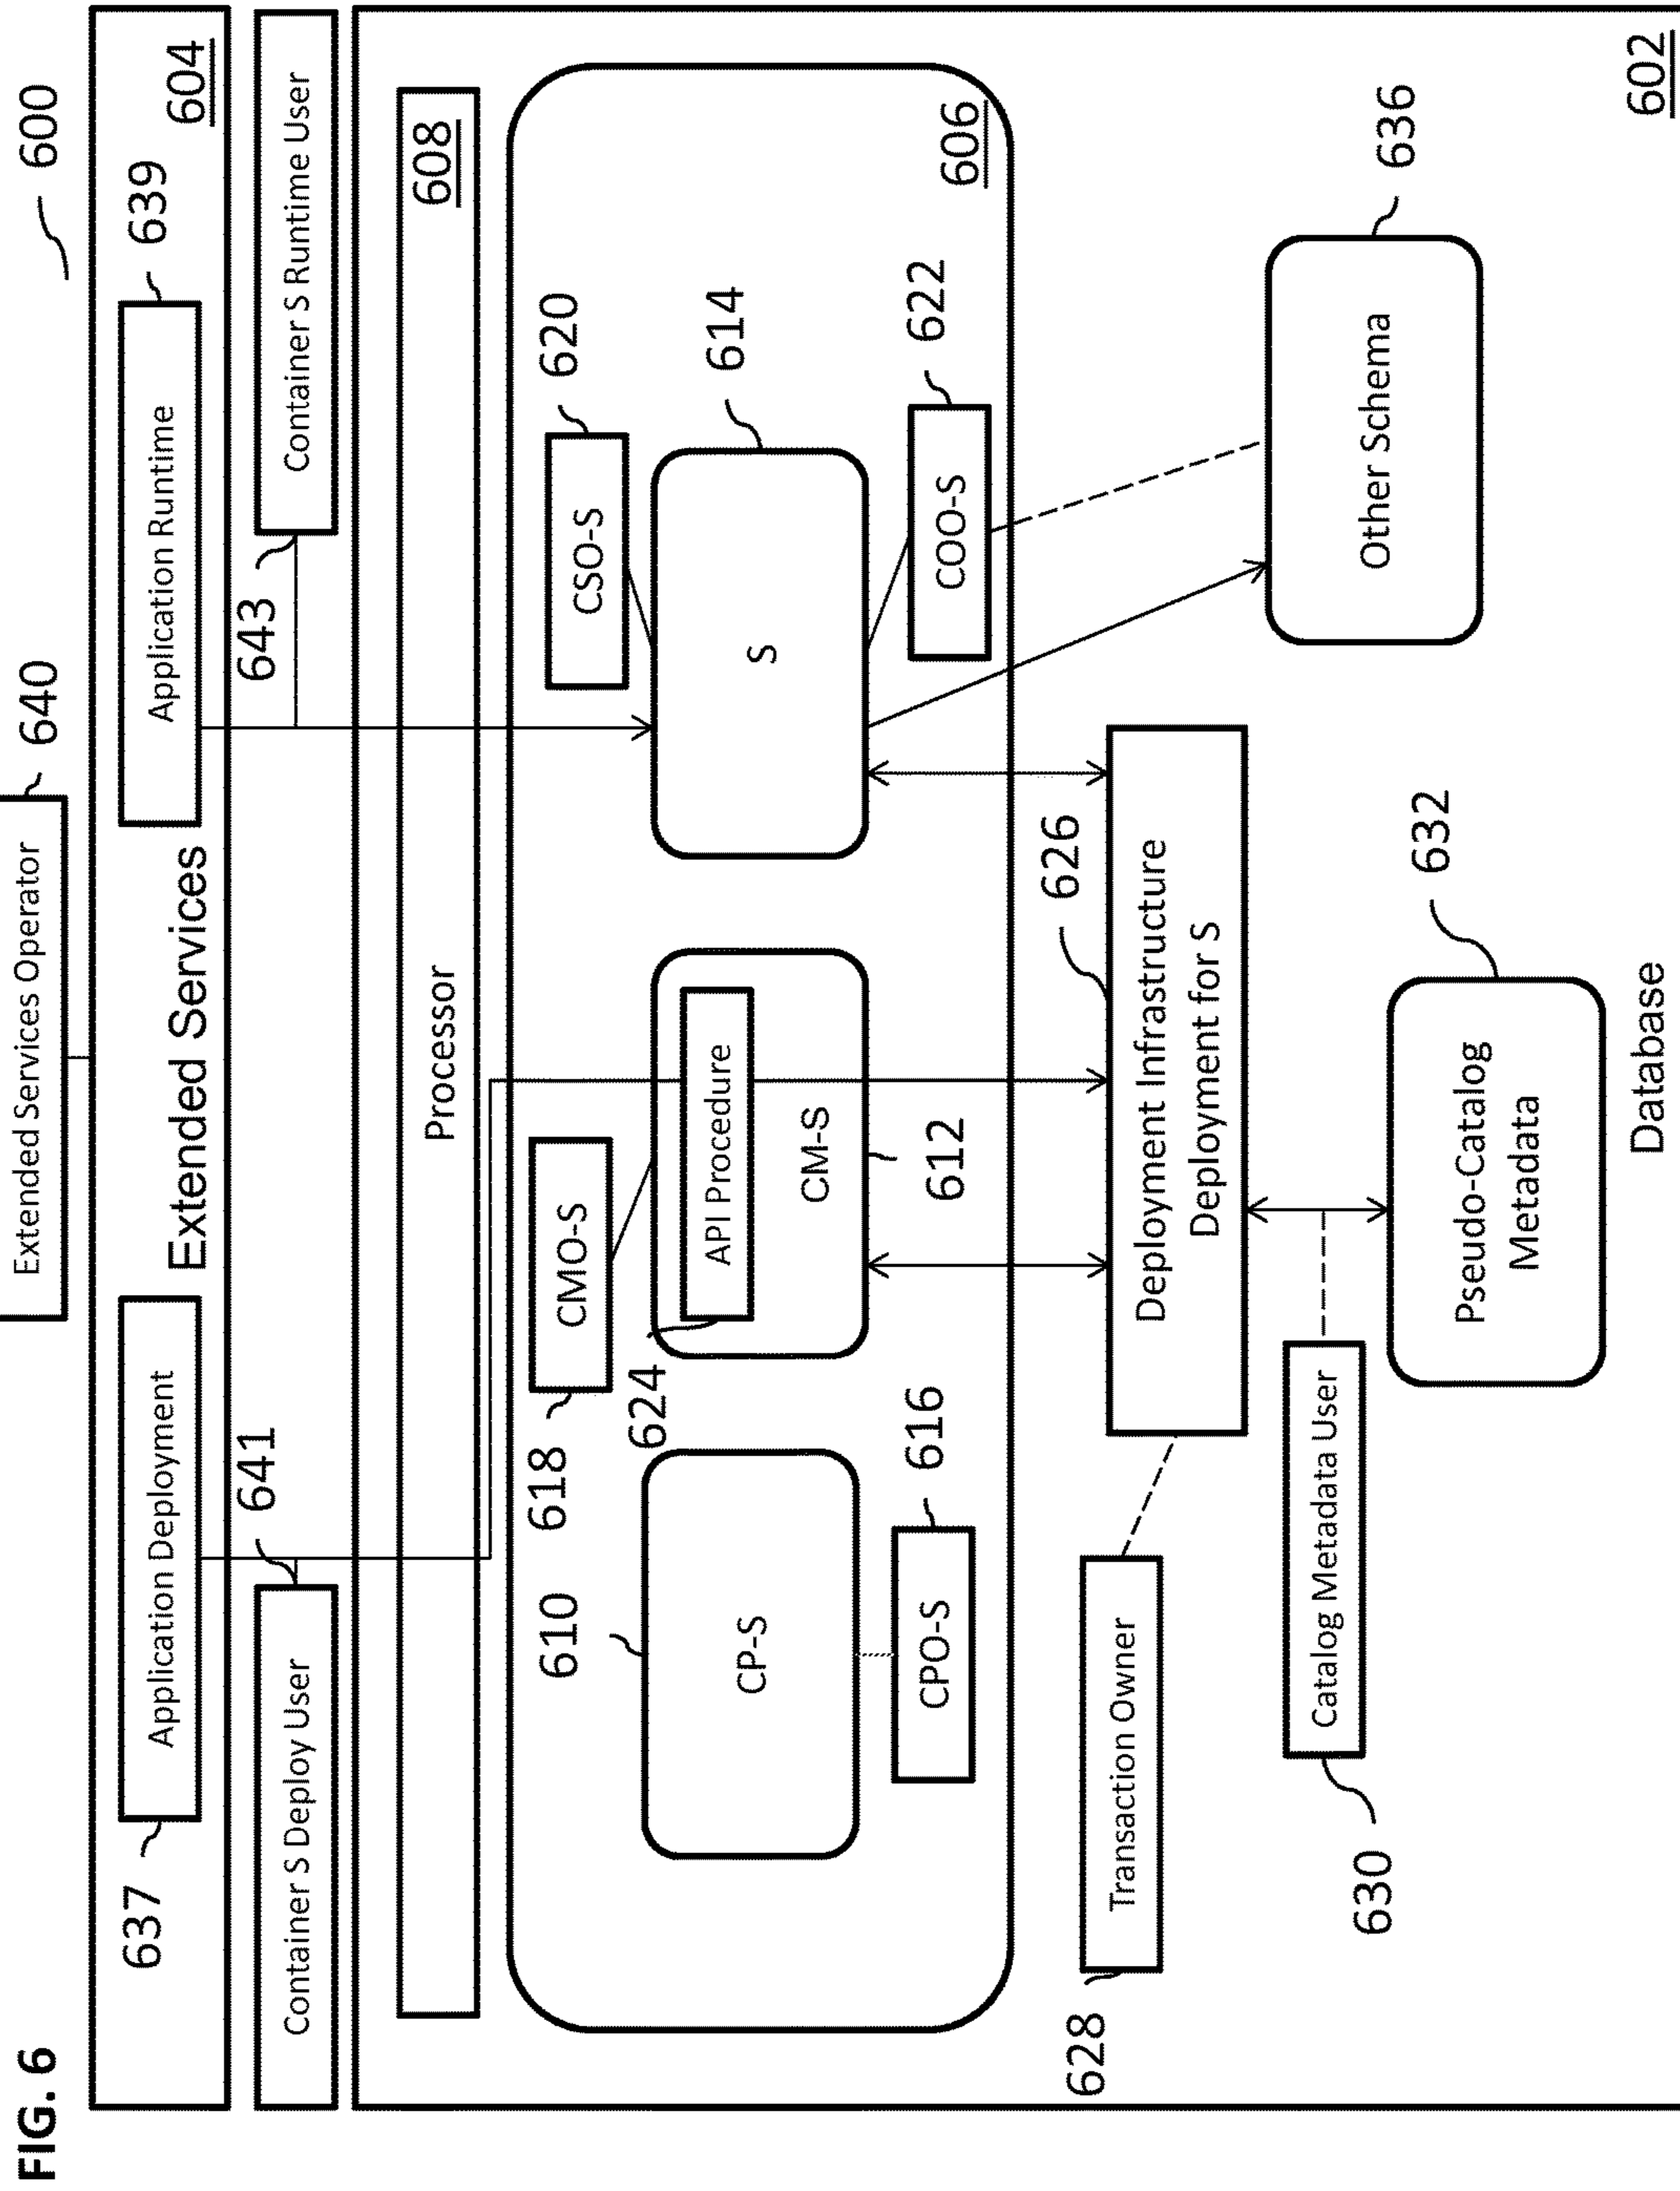 FIG. 6
Extended Services Operator
640
600
637
Application Deployment
Extended Services
Application Runtime
639
604
Container S Deploy User
641
643
Container S Runtime User
Processor
608
610
618
CMO-S
CSO-S
620
624
CP-S
API Procedure
CM-S
S
614
CPO-S
616
612
COO-S
622
606
628
Transaction Owner
626
Deployment Infrastructure
Deployment for S
630
Catalog Metadata User
Pseudo-Catalog
Metadata
632
Other Schema
636
Database
602